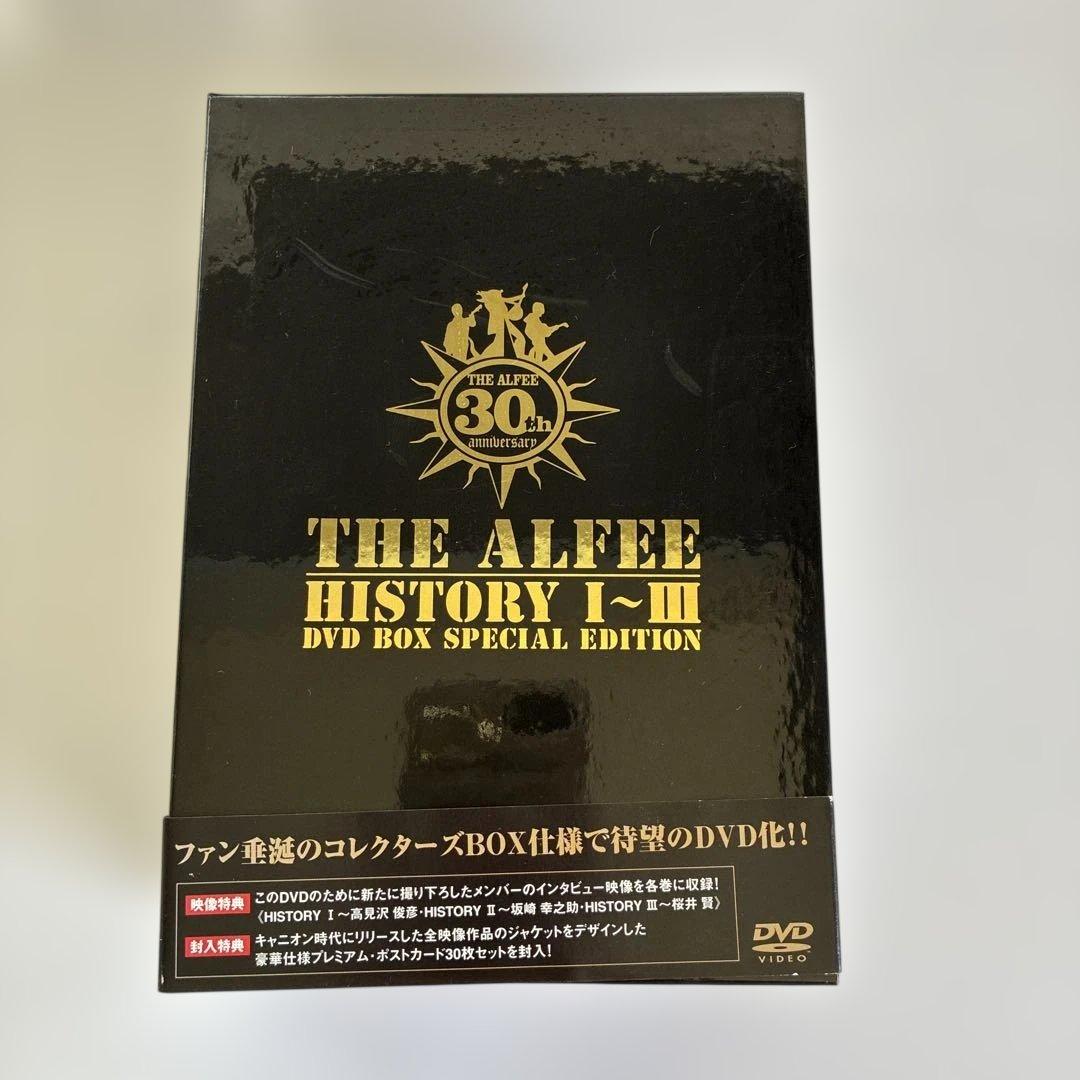 THE ALFEE
30th
anniversary
THE ALFEE
HISTORY I～III
DVD BOX SPECIAL EDITION
ファン垂涎のコレクターズBOX仕様で待望のDVD化!!
映像特典 このDVDのために新たに撮り下ろしたメンバーのインタビュー映像を各巻に収録!
《HISTORY Ⅰ～高見沢 俊彦・HISTORY Ⅱ～坂崎 幸之助・HISTORY Ⅲ～桜井 賢》
封入特典 キャニオン時代にリリースした全映像作品のジャケットをデザインした
豪華仕様プレミアム・ポストカード30枚セットを封入!
DVD
VIDEO